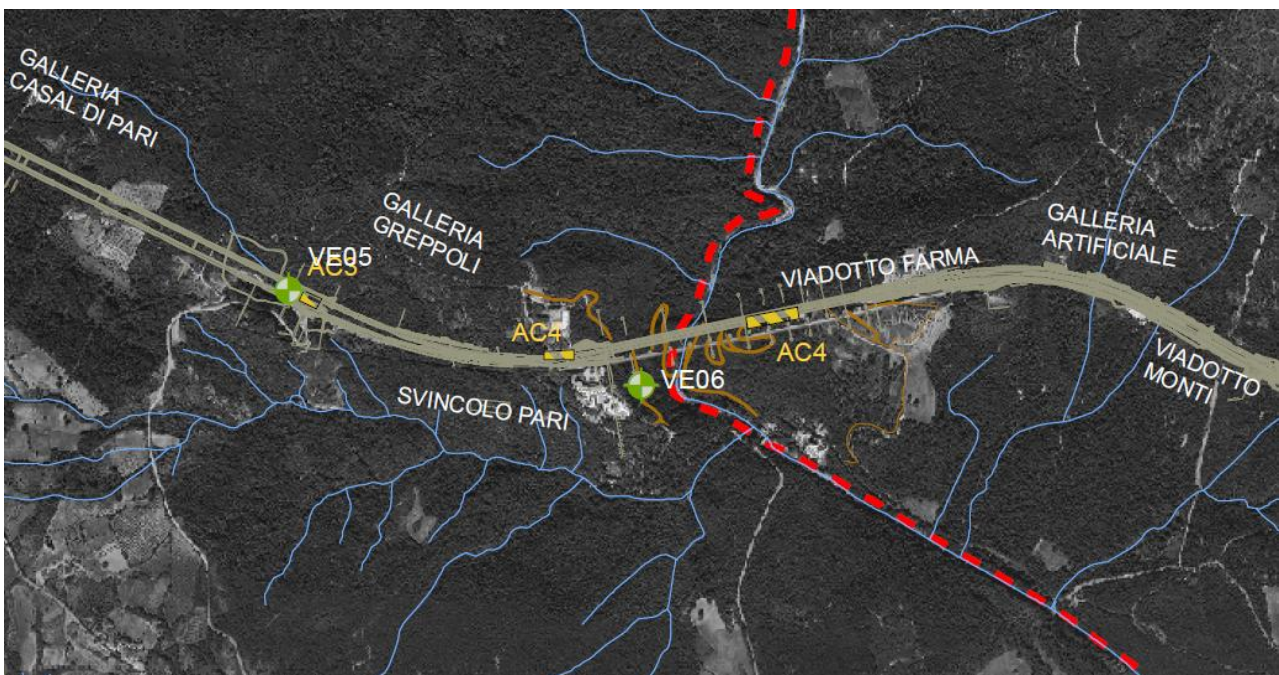 GALLERIA
CASAL DI PARI
VE05
AC3
GALLERIA
GREPPOLI
GALLERIA
ARTIFICIALE
VIADOTTO FARMA
AC4
AC4
VE06
SVINCOLO PARI
VIADOTTO
MONTI